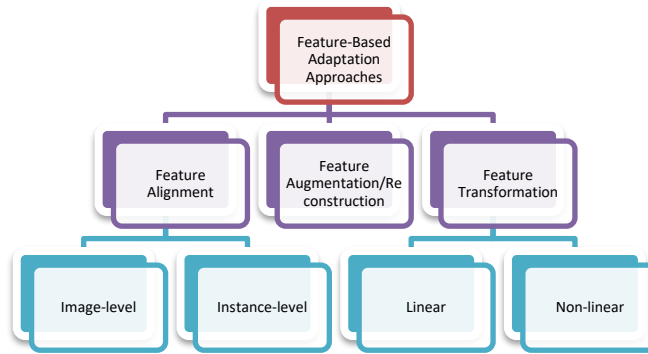 Feature-Based
Adaptation
Approaches
Feature
Alignment
Feature
Augmentation/Re
construction
Feature
Transformation
Image-level
Instance-level
Linear
Non-linear